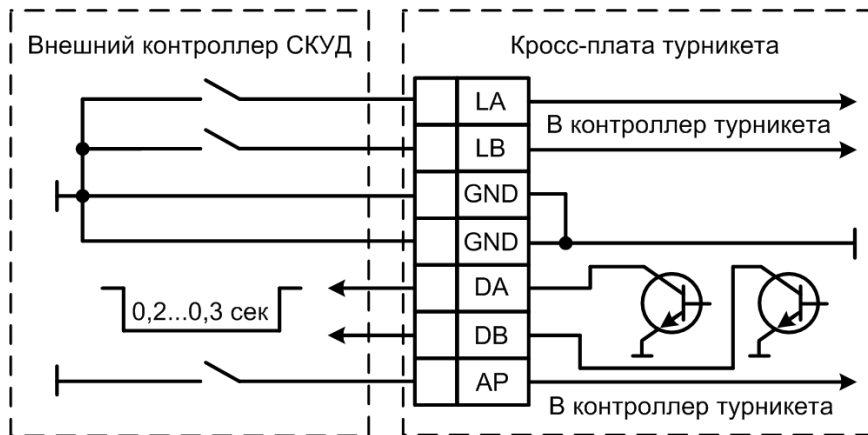 Внешний контроллер СКУД
Кросс-плата турникета
LA
В контроллер турникета
LB
GND
GND
DA
0,2...0,3 сек
DB
AP
В контроллер турникета